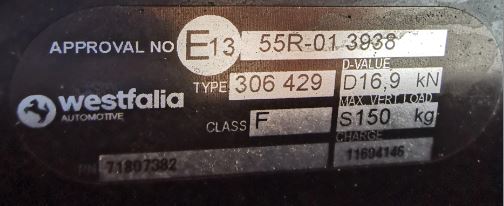 APPROVAL NO E13 55R-01 3938
D-VALUE
TYPE 306 429 D16,9 kN
MAX. VERT. LOAD
westfalia
AUTOMOTIVE
CLASS F S150 kg
CHARGE
71807382 11694146